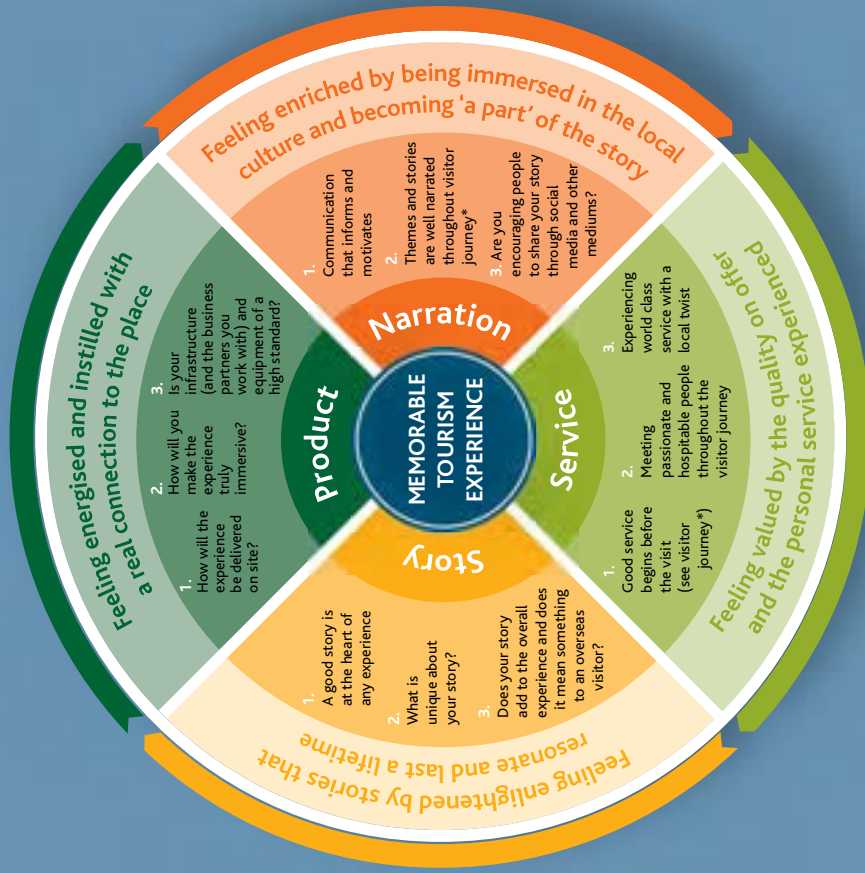 MEMORABLE
TOURISM
EXPERIENCE
Story
Feeling enlightened by stories that
resonate and last a lifetime
1.
A good story is
at the heart of
any experience
2.
What is
unique about
your story?
3.
Does your story
add to the overall
experience and does
it mean something
to an overseas
visitor?
Product
Feeling energised and instilled with
a real connection to the place
1.
How will the
experience
be delivered
on site?
2.
How will you
make the
experience
truly
immersive?
3.
Is your
infrastructure
(and the business
partners you
work with) and
equipment of a
high standard?
Narration
Feeling enriched by being immersed in the local
culture and becoming ‘a part’ of the story
1.
Communication
that informs and
motivates
2.
Themes and stories
are well narrated
throughout visitor
journey*
3. Are you
encouraging people
to share your story
through social
media and other
mediums?
Service
Feeling valued by the quality on offer
and the personal service experienced
1.
Good service
begins before
the visit
(see visitor
journey*)
2.
Meeting
passionate and
hospitable people
throughout the
visitor journey
3.
Experiencing
world class
service with a
local twist